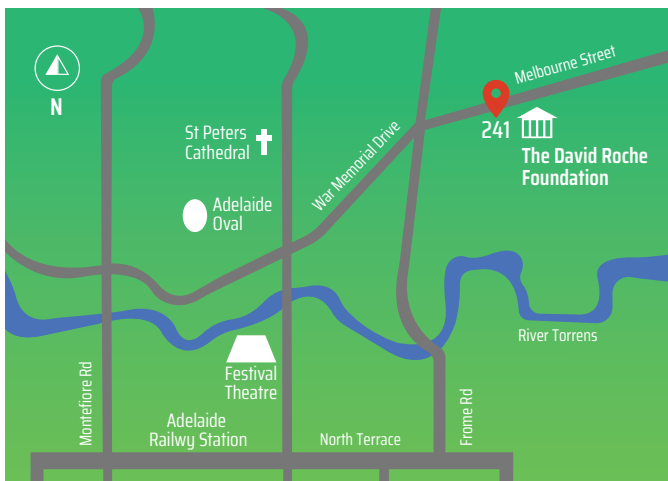 N
St Peters
Cathedral
Adelaide
Oval
War Memorial Drive
Melbourne Street
241
The David Roche
Foundation
River Torrens
Festival
Theatre
Montefiore Rd
Adelaide
Railwy Station
North Terrace
Frome Rd